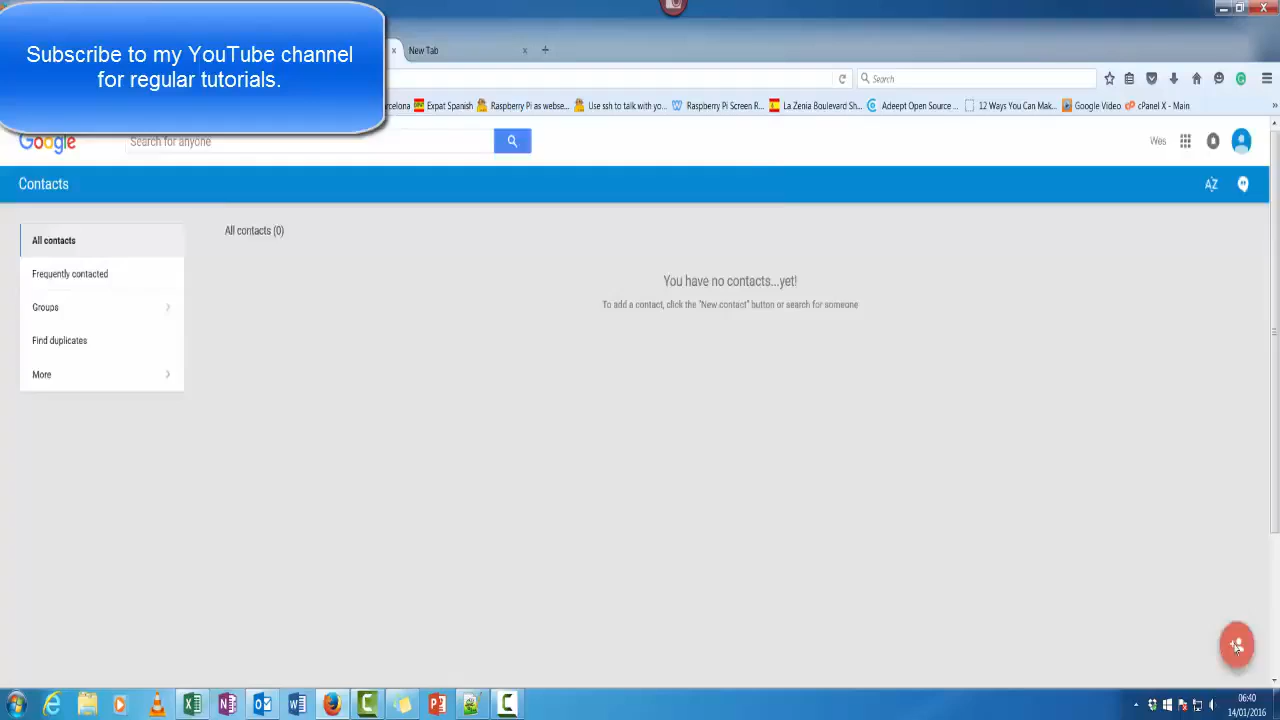 Subscribe to my YouTube channel
for regular tutorials.
New Tab
Search
rcelona
Expat Spanish
Raspberry Pi as webse...
Use ssh to talk with yo...
Raspberry Pi Screen R...
La Zenia Boulevard Sh...
Adeept Open Source ...
12 Ways You Can Mak...
Google Video
cPanel X - Main
Google
Search for anyone
Wes
Contacts
AZ
All contacts
All contacts (0)
Frequently contacted
You have no contacts...yet!
To add a contact, click the "New contact" button or search for someone
Groups
Find duplicates
More
06:40
14/01/2016